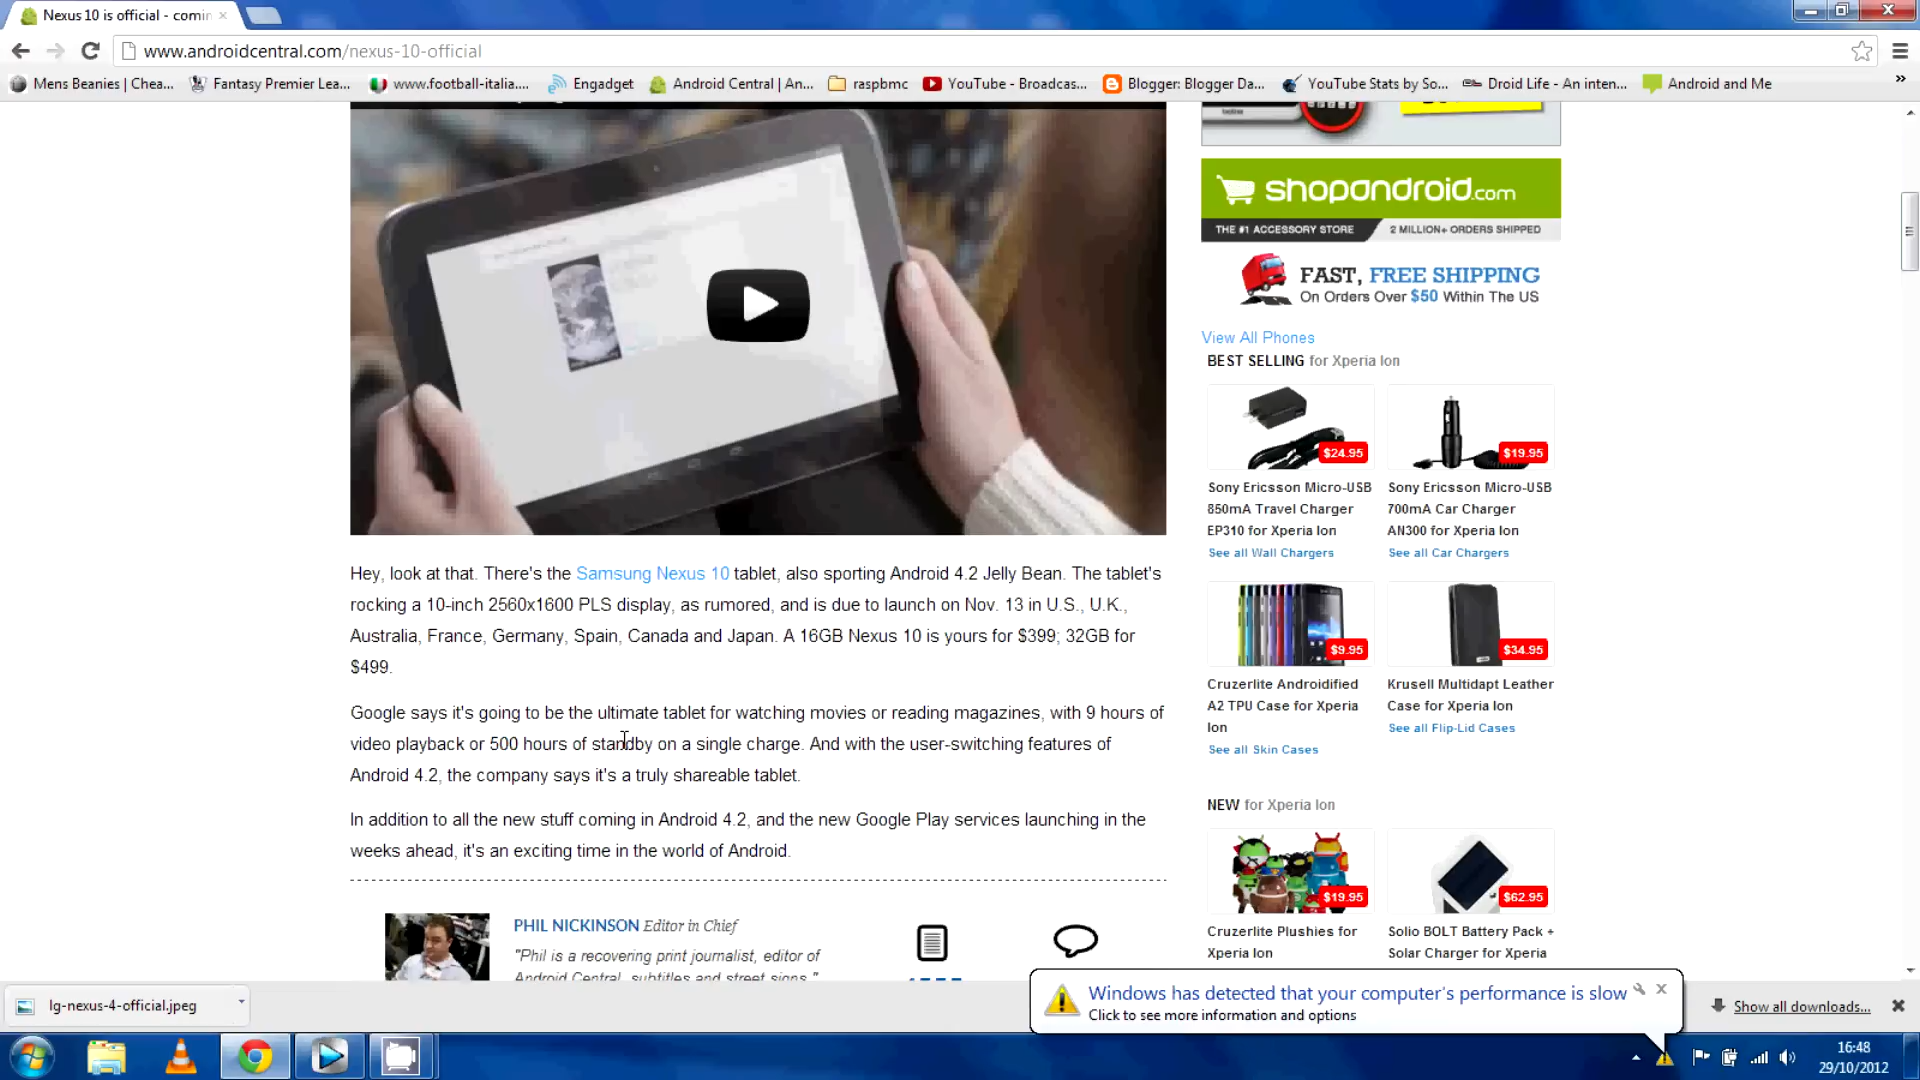 Nexus 10 is official - comin
www.androidcentral.com/nexus-10-official
Mens Beanies | Chea... Fantasy Premier Lea... www.football-italia.... Engadget Android Central | An... raspbmc YouTube - Broadcas... Blogger: Blogger Da... YouTube Stats by So... Droid Life - An inten... Android and Me »
shopandroid.com
THE #1 ACCESSORY STORE 2 MILLION+ ORDERS SHIPPED
FAST, FREE SHIPPING
On Orders Over $50 Within The US
View All Phones
BEST SELLING for Xperia Ion
$24.95 $19.95
Sony Ericsson Micro-USB
850mA Travel Charger
EP310 for Xperia Ion
See all Wall Chargers
Sony Ericsson Micro-USB
700mA Car Charger
AN300 for Xperia Ion
See all Car Chargers
$9.95 $34.95
Cruzerlite Androidified
A2 TPU Case for Xperia
Ion
See all Skin Cases
Krusell Multidapt Leather
Case for Xperia Ion
See all Flip-Lid Cases
NEW for Xperia Ion
$19.95 $62.95
Cruzerlite Plushies for
Xperia Ion
Solio BOLT Battery Pack +
Solar Charger for Xperia
Hey, look at that. There's the Samsung Nexus 10 tablet, also sporting Android 4.2 Jelly Bean. The tablet's
rocking a 10-inch 2560x1600 PLS display, as rumored, and is due to launch on Nov. 13 in U.S., U.K.,
Australia, France, Germany, Spain, Canada and Japan. A 16GB Nexus 10 is yours for $399; 32GB for
$499.
Google says it's going to be the ultimate tablet for watching movies or reading magazines, with 9 hours of
video playback or 500 hours of standby on a single charge. And with the user-switching features of
Android 4.2, the company says it's a truly shareable tablet.
In addition to all the new stuff coming in Android 4.2, and the new Google Play services launching in the
weeks ahead, it's an exciting time in the world of Android.
PHIL NICKINSON Editor in Chief
"Phil is a recovering print journalist, editor of
Android Central, subtitles and street signs."
lg-nexus-4-official.jpeg
Windows has detected that your computer's performance is slow
Click to see more information and options
Show all downloads...
16:48
29/10/2012